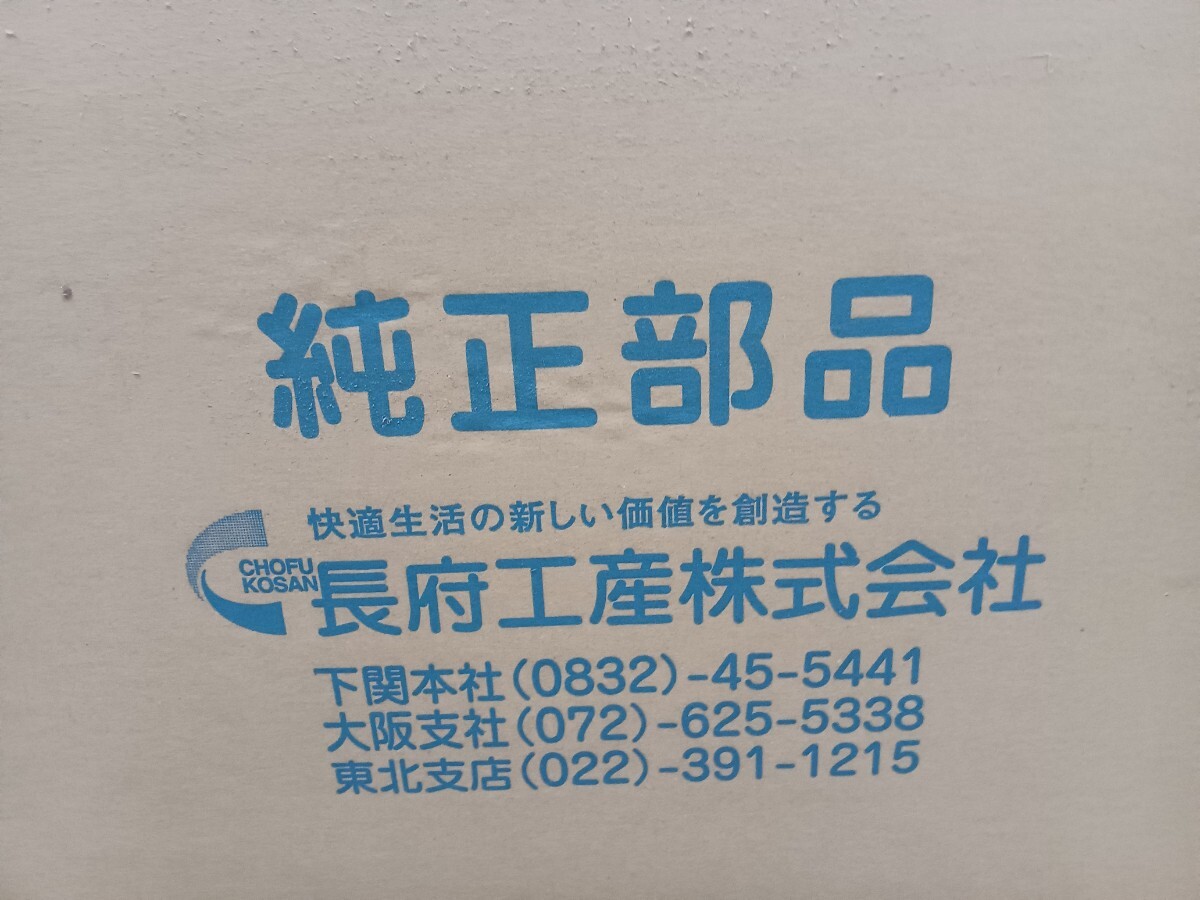 純正部品
快適生活の新しい価値を創造する
CHOFU
KOSAN
長府工産株式会社
下関本社(0832)-45-5441
大阪支社(072)-625-5338
東北支店(022)-391-1215